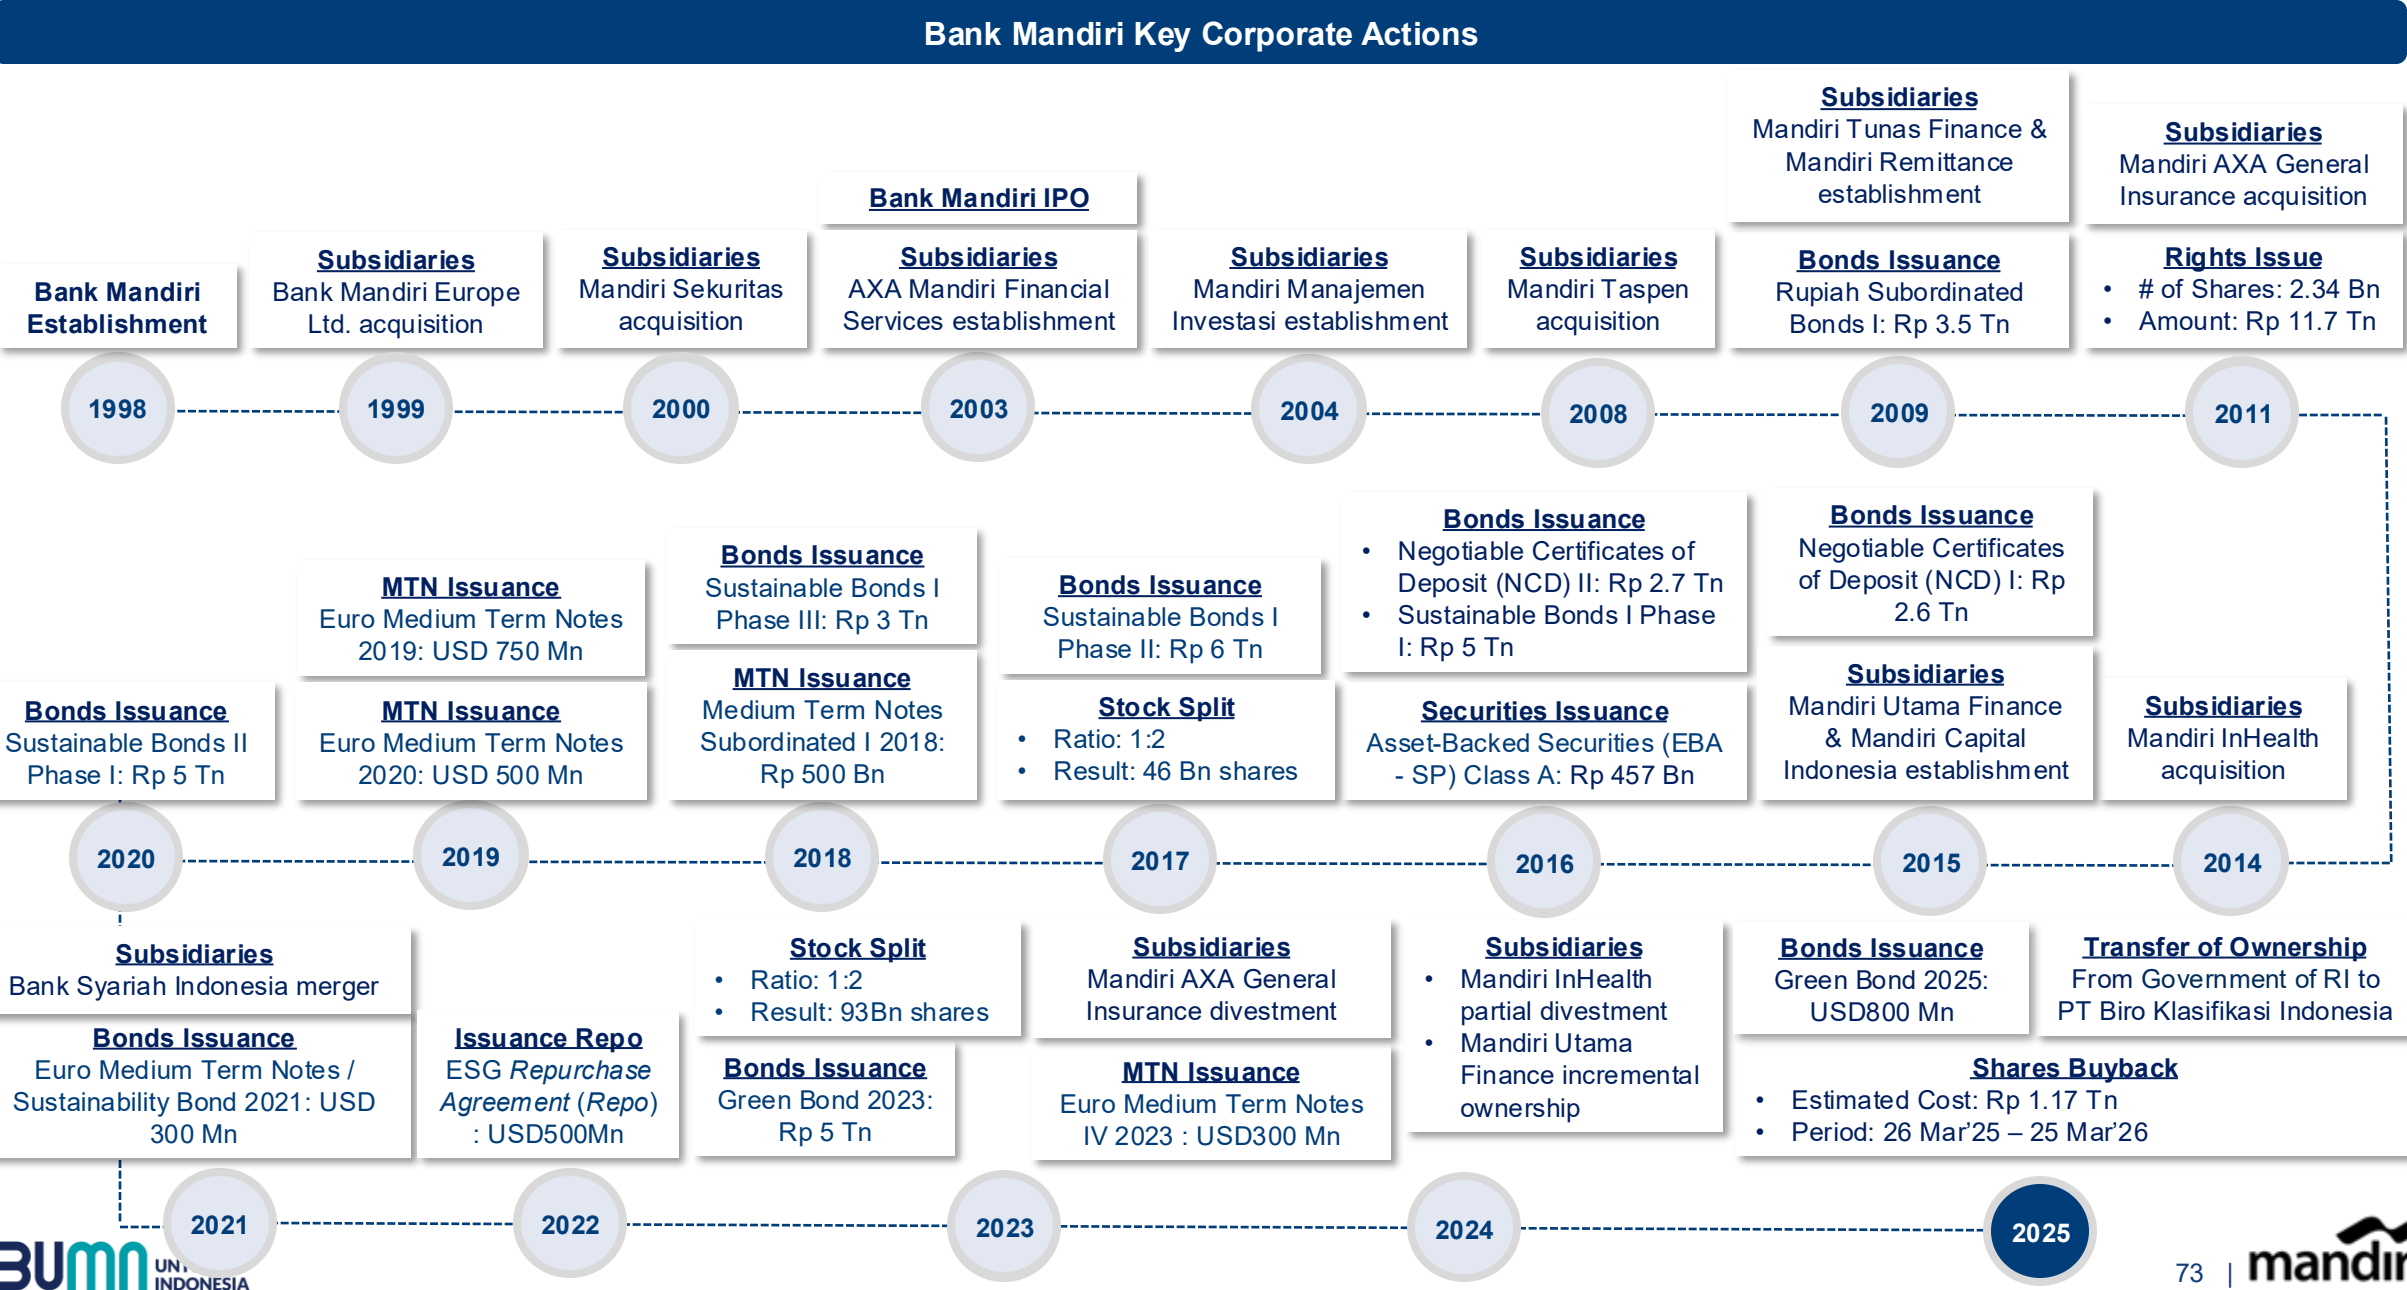 Bank Mandiri Key Corporate Actions
Bank Mandiri
Establishment
1998
Subsidiaries
Bank Mandiri Europe
Ltd. acquisition
1999
Subsidiaries
Mandiri Sekuritas
acquisition
2000
Bank Mandiri IPO
Subsidiaries
AXA Mandiri Financial
Services establishment
2003
Subsidiaries
Mandiri Manajemen
Investasi establishment
2004
Subsidiaries
Mandiri Taspen
acquisition
2008
Subsidiaries
Mandiri Tunas Finance &
Mandiri Remittance
establishment
Bonds Issuance
Rupiah Subordinated
Bonds I: Rp 3.5 Tn
2009
Subsidiaries
Mandiri AXA General
Insurance acquisition
Rights Issue
• # of Shares: 2.34 Bn
• Amount: Rp 11.7 Tn
2011
Bonds Issuance
Sustainable Bonds II
Phase I: Rp 5 Tn
2020
MTN Issuance
Euro Medium Term Notes
2019: USD 750 Mn
MTN Issuance
Euro Medium Term Notes
2020: USD 500 Mn
2019
Bonds Issuance
Sustainable Bonds I
Phase III: Rp 3 Tn
MTN Issuance
Medium Term Notes
Subordinated I 2018:
Rp 500 Bn
2018
Bonds Issuance
Sustainable Bonds I
Phase II: Rp 6 Tn
Stock Split
• Ratio: 1:2
• Result: 46 Bn shares
2017
Bonds Issuance
• Negotiable Certificates of
Deposit (NCD) II: Rp 2.7 Tn
• Sustainable Bonds I Phase
I: Rp 5 Tn
Securities Issuance
Asset-Backed Securities (EBA
- SP) Class A: Rp 457 Bn
2016
Bonds Issuance
Negotiable Certificates
of Deposit (NCD) I: Rp
2.6 Tn
Subsidiaries
Mandiri Utama Finance
& Mandiri Capital
Indonesia establishment
2015
Subsidiaries
Mandiri InHealth
acquisition
2014
Subsidiaries
Bank Syariah Indonesia merger
Bonds Issuance
Euro Medium Term Notes /
Sustainability Bond 2021: USD
300 Mn
2021
Issuance Repo
ESG Repurchase
Agreement (Repo)
: USD500Mn
2022
Stock Split
• Ratio: 1:2
• Result: 93Bn shares
Bonds Issuance
Green Bond 2023:
Rp 5 Tn
Subsidiaries
Mandiri AXA General
Insurance divestment
MTN Issuance
Euro Medium Term Notes
IV 2023 : USD300 Mn
2023
Subsidiaries
• Mandiri InHealth
partial divestment
• Mandiri Utama
Finance incremental
ownership
2024
Bonds Issuance
Green Bond 2025:
USD800 Mn
Transfer of Ownership
From Government of RI to
PT Biro Klasifikasi Indonesia
Shares Buyback
• Estimated Cost: Rp 1.17 Tn
• Period: 26 Mar’25 – 25 Mar’26
2025
BUMN
INDONESIA
73 |
mandir